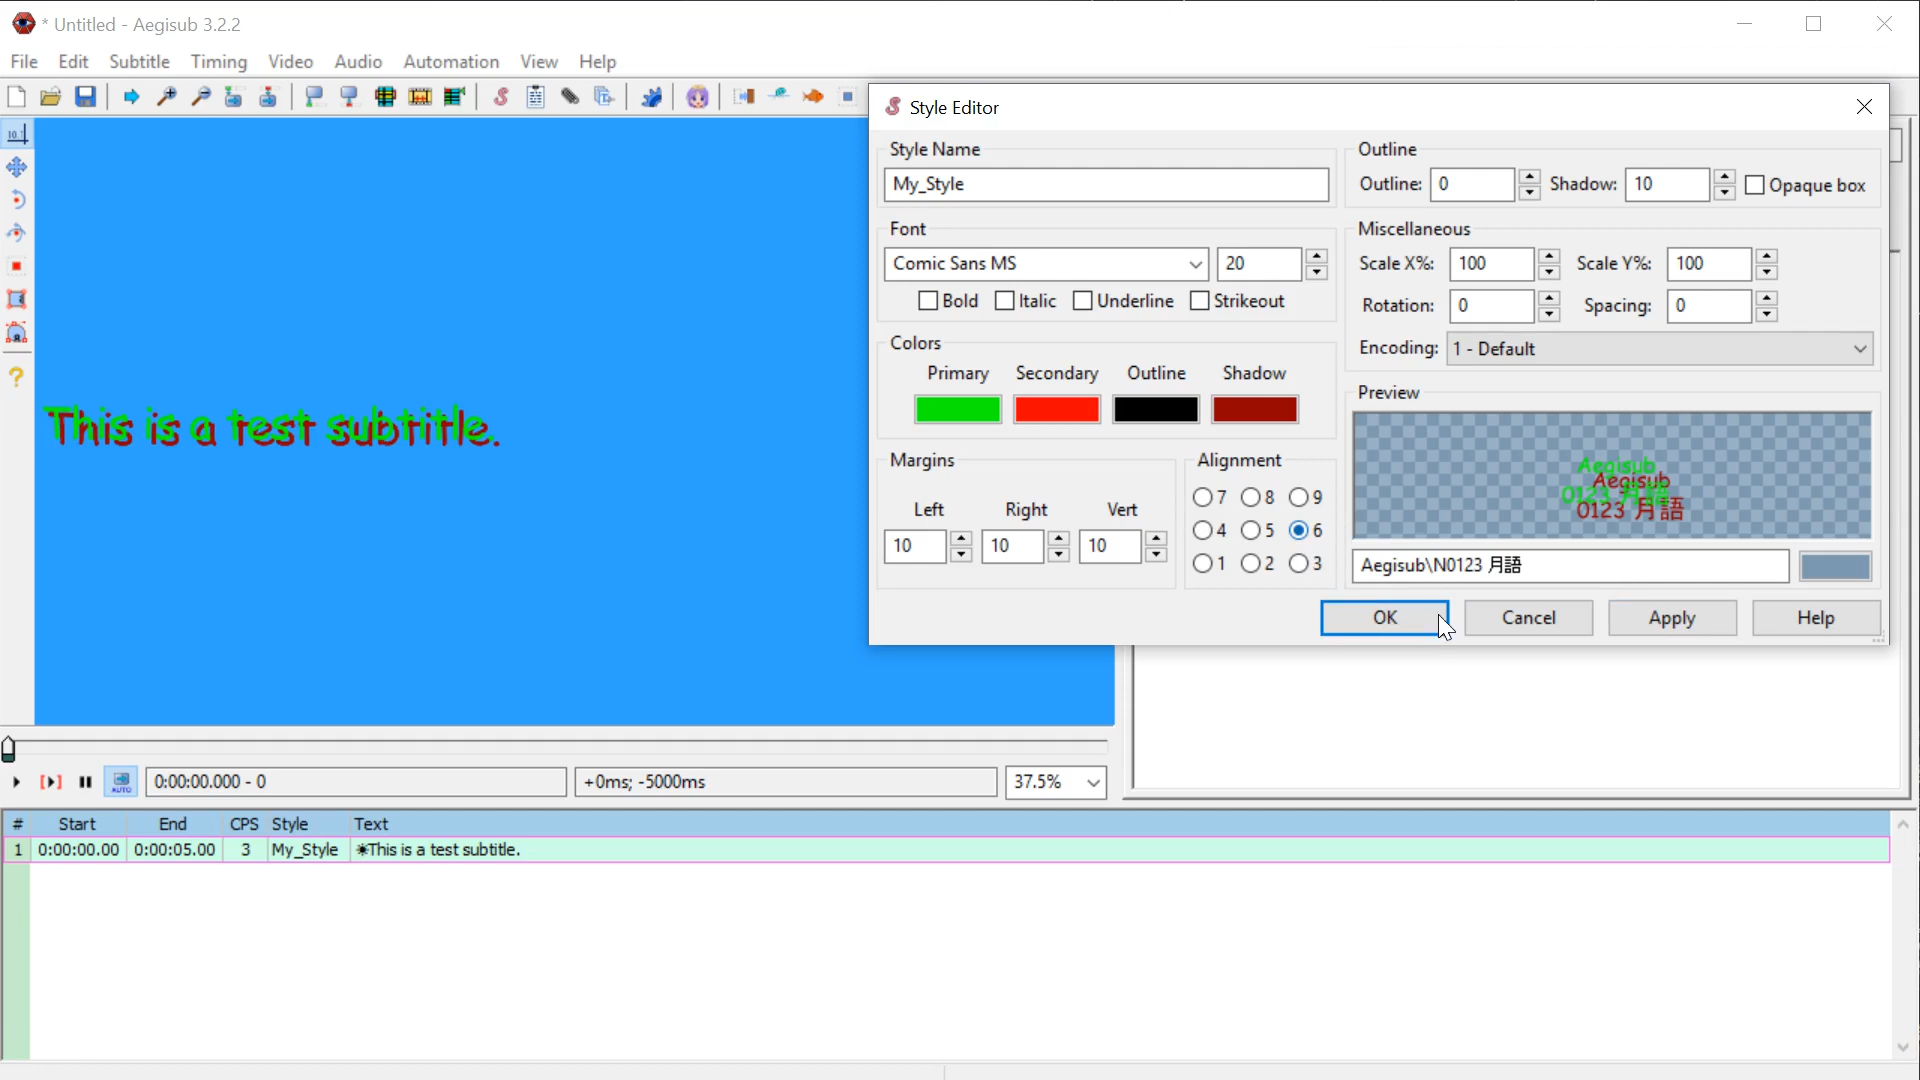 * Untitled - Aegisub 3.2.2
File Edit Subtitle Timing Video Audio Automation View Help
This is a test subtitle.
Style Editor
Style Name
My_Style
Font
Comic Sans MS 20
Bold Italic Underline Strikeout
Colors
Primary Secondary Outline Shadow
Margins
Left Right Vert
10 10 10
Alignment
7 8 9
4 5 6
1 2 3
Outline
Outline: 0 Shadow: 10 Opaque box
Miscellaneous
Scale X%: 100 Scale Y%: 100
Rotation: 0 Spacing: 0
Encoding: 1 - Default
Preview
Aegisub
Aegisub
0123 月語
0123 月語
Aegisub\N0123 月語
OK Cancel Apply Help
AUTO 0:00:00.000 - 0 +0ms; -5000ms 37.5%
# Start End CPS Style Text
1 0:00:00.00 0:00:05.00 3 My_Style ☀This is a test subtitle.